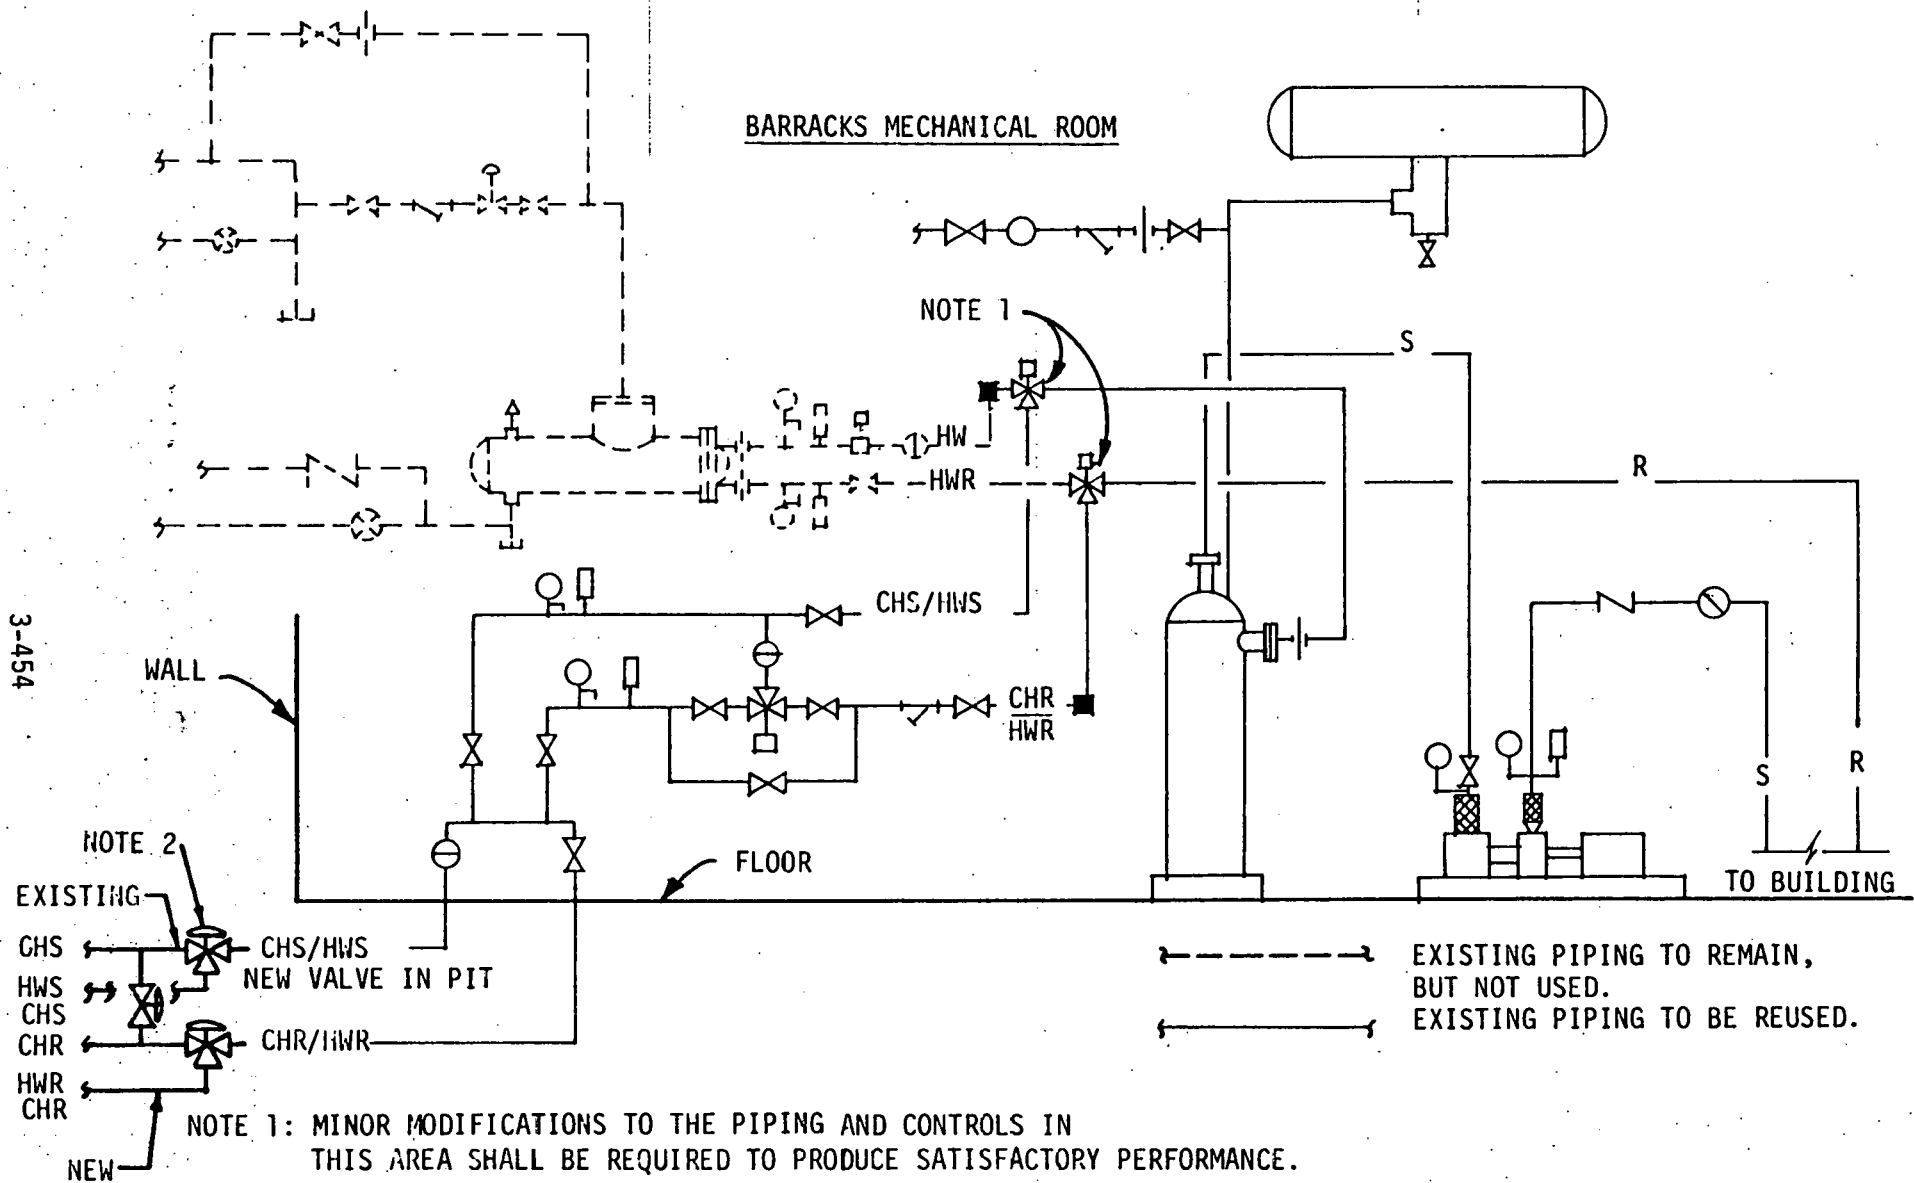 BARRACKS MECHANICAL ROOM
NOTE 1
S
HW
HWR
R
CHS/HWS
WALL
CHR
HWR
3-454
S
R
NOTE 2
FLOOR
TO BUILDING
EXISTING
CHS
CHS/HWS
NEW VALVE IN PIT
HWS
CHS
CHR
CHR/HWR
HWR
CHR
NEW
EXISTING PIPING TO REMAIN,
BUT NOT USED.
EXISTING PIPING TO BE REUSED.
NOTE 1: MINOR MODIFICATIONS TO THE PIPING AND CONTROLS IN
THIS AREA SHALL BE REQUIRED TO PRODUCE SATISFACTORY PERFORMANCE.